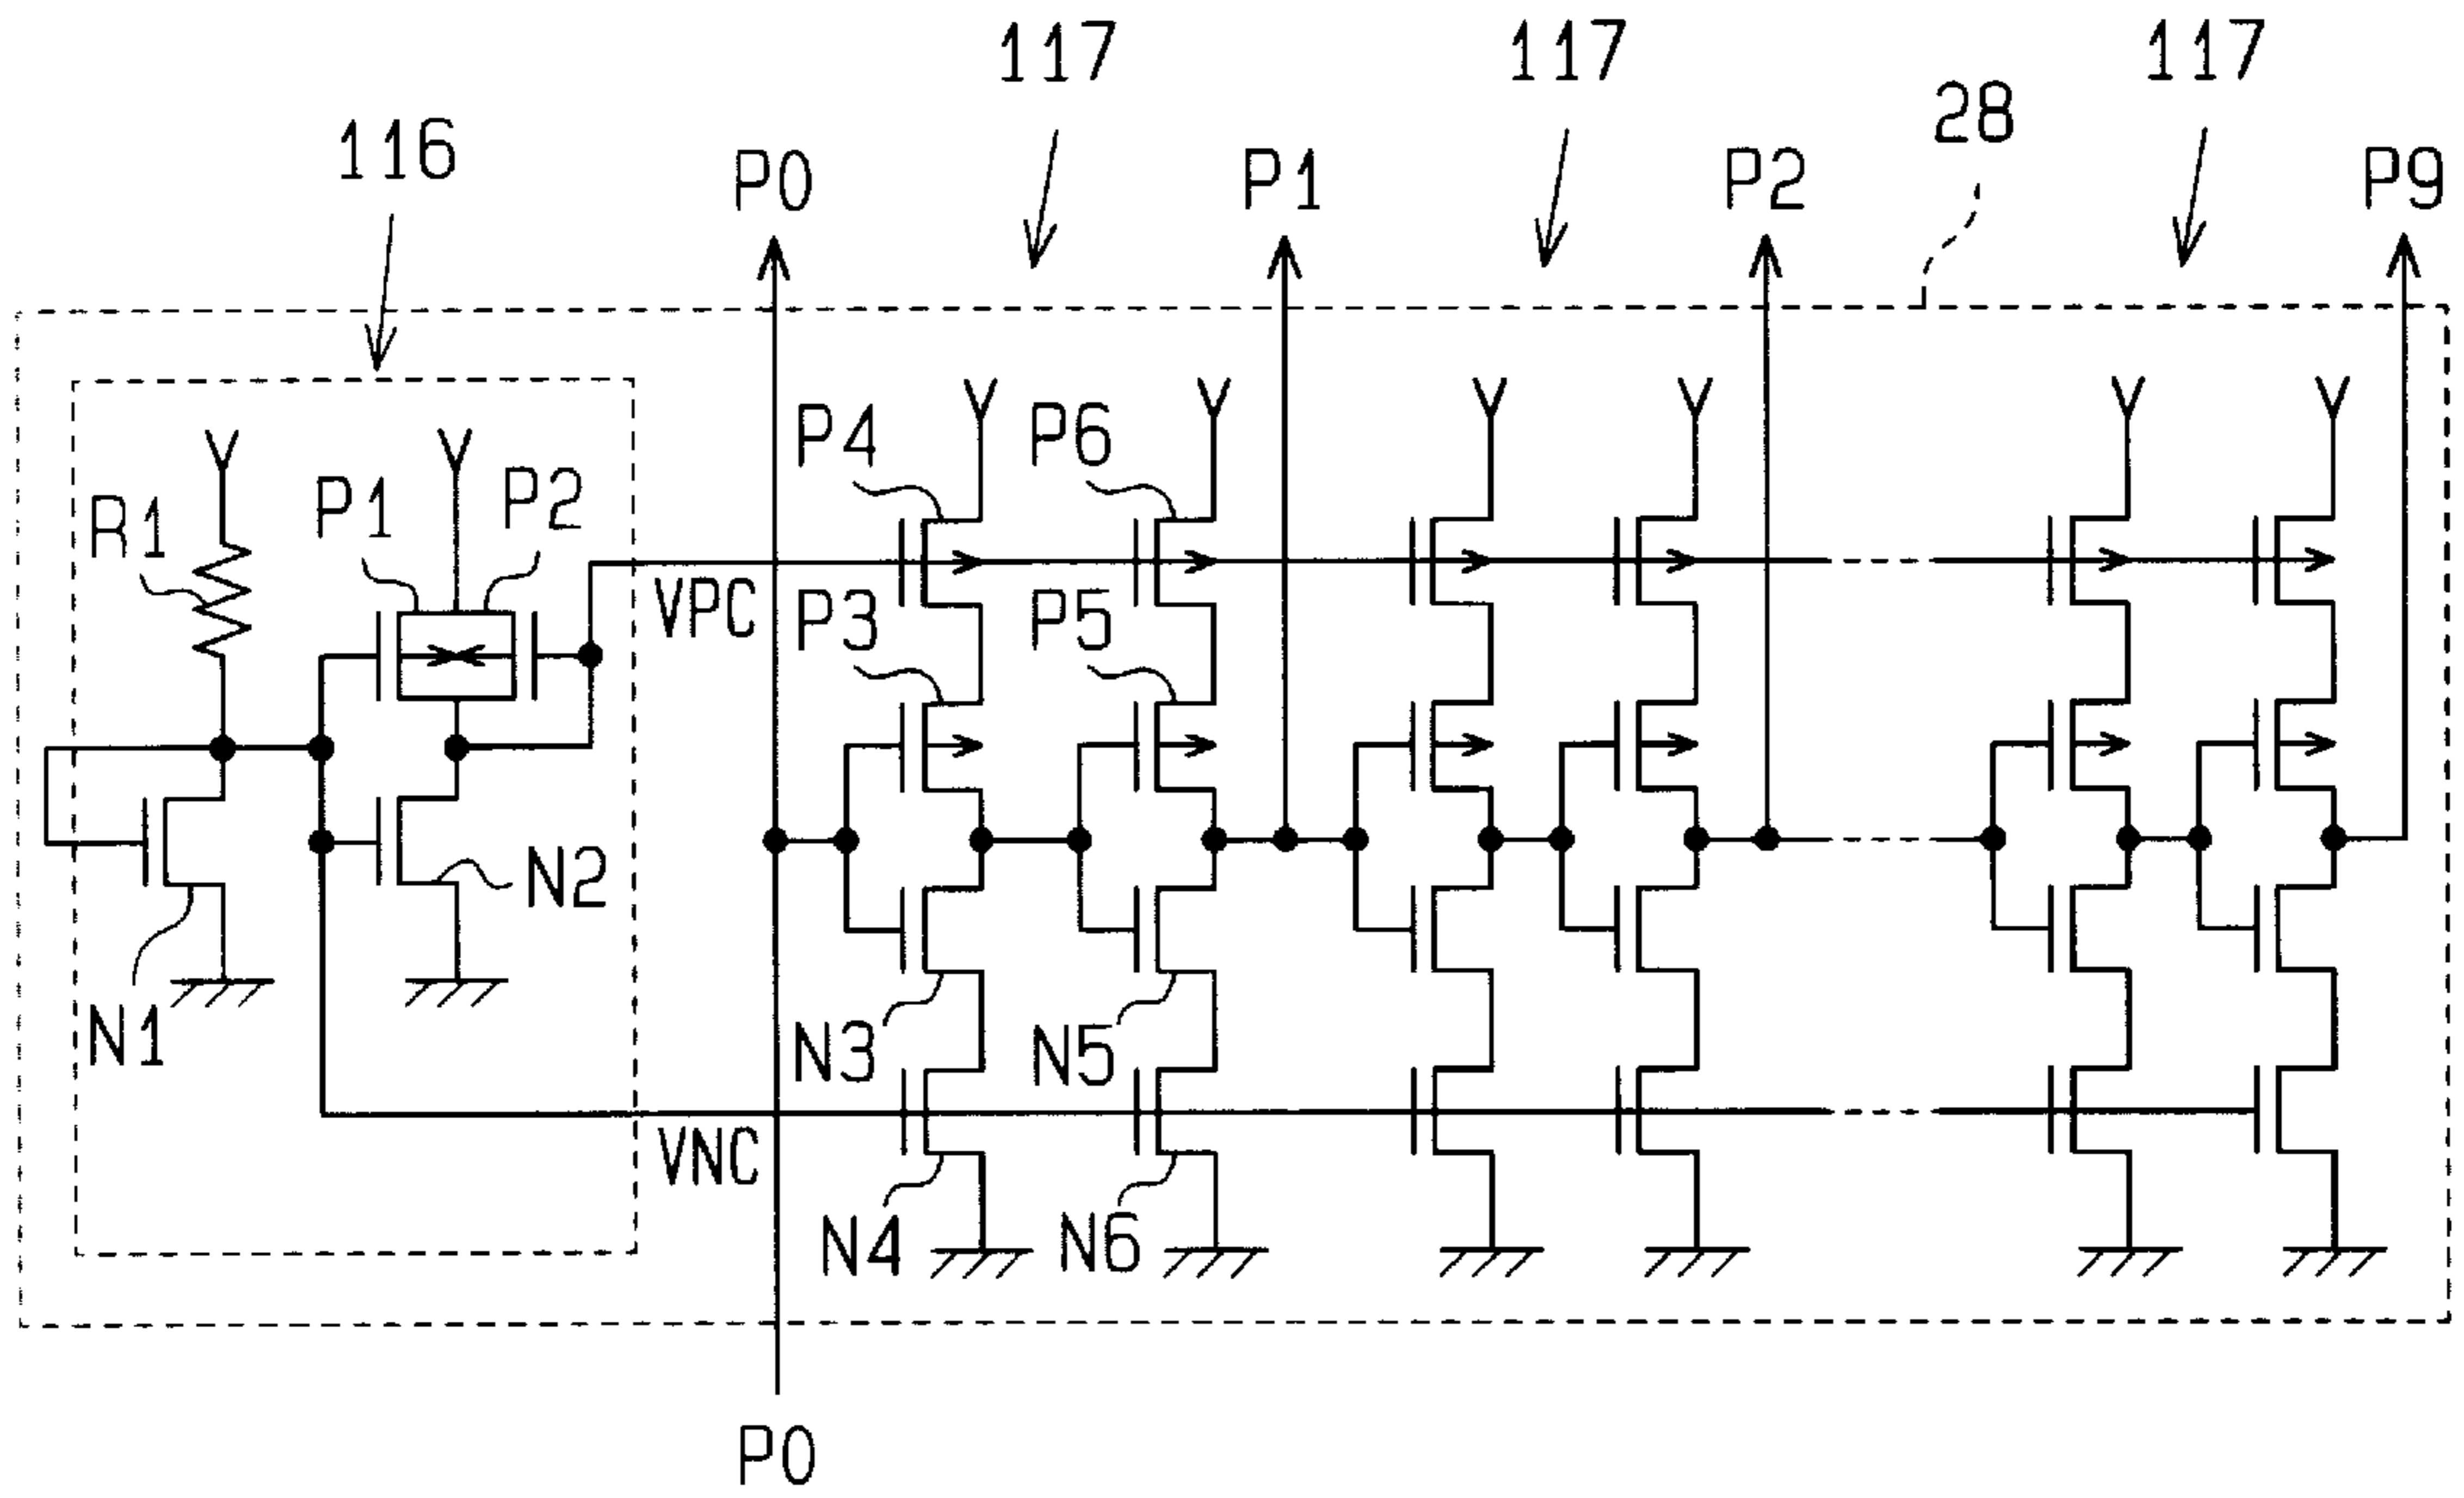 117 117 117
28
116
P0 P1 P2 P9
P4 P6
R1 P1 P2
VPC
P3 P5
N2
N1
N3 N5
VNC
N4 N6
P0